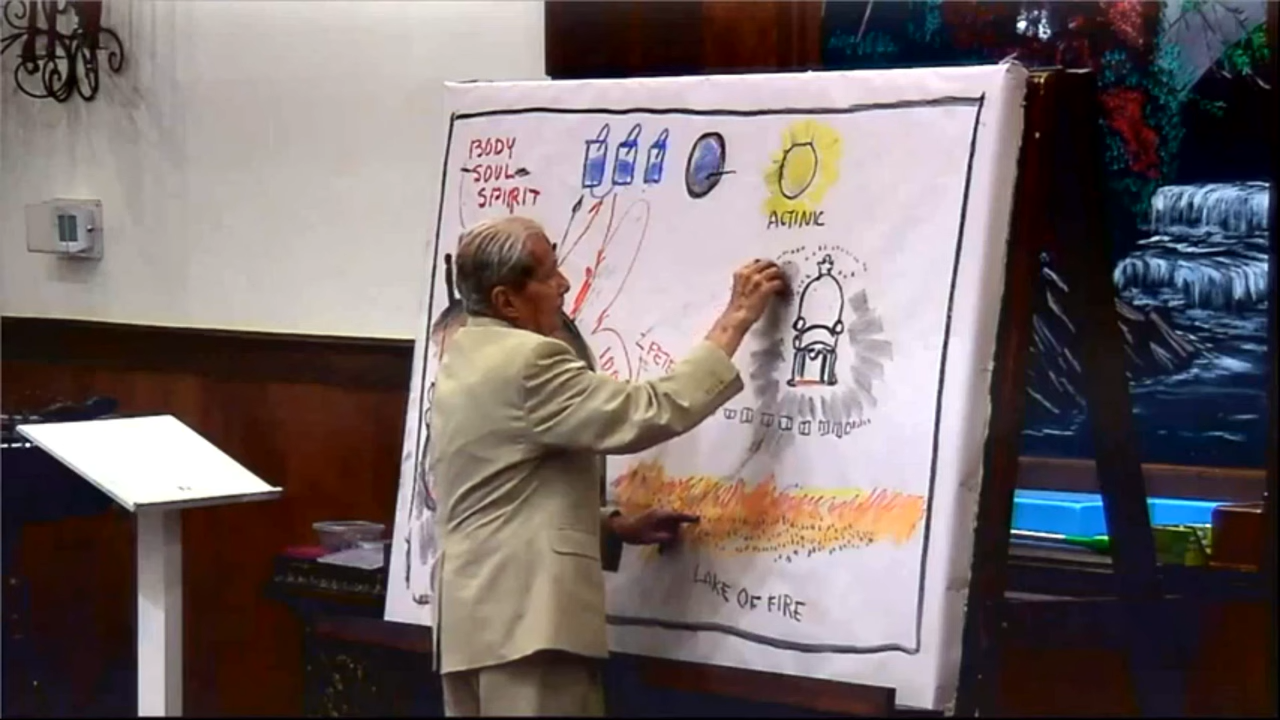 BODY
SOUL
SPIRIT
ACTINIC
LAKE OF FIRE